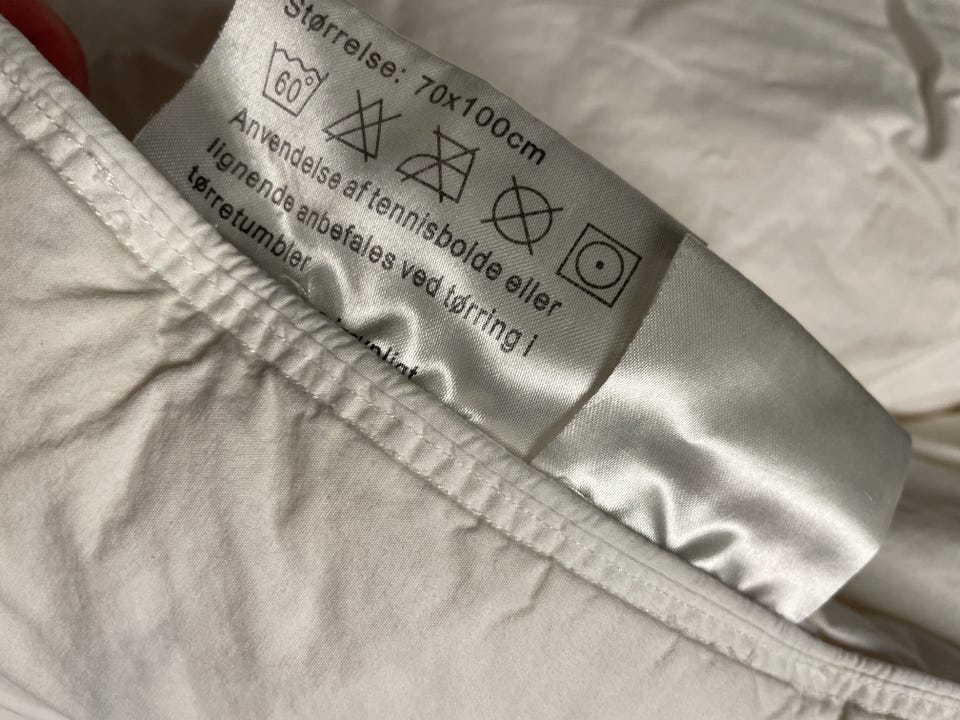 Størrelse: 70x100cm
60°
Anvendelse af tennisbolde eller
lignende anbefales ved tørring i
tørretumbler